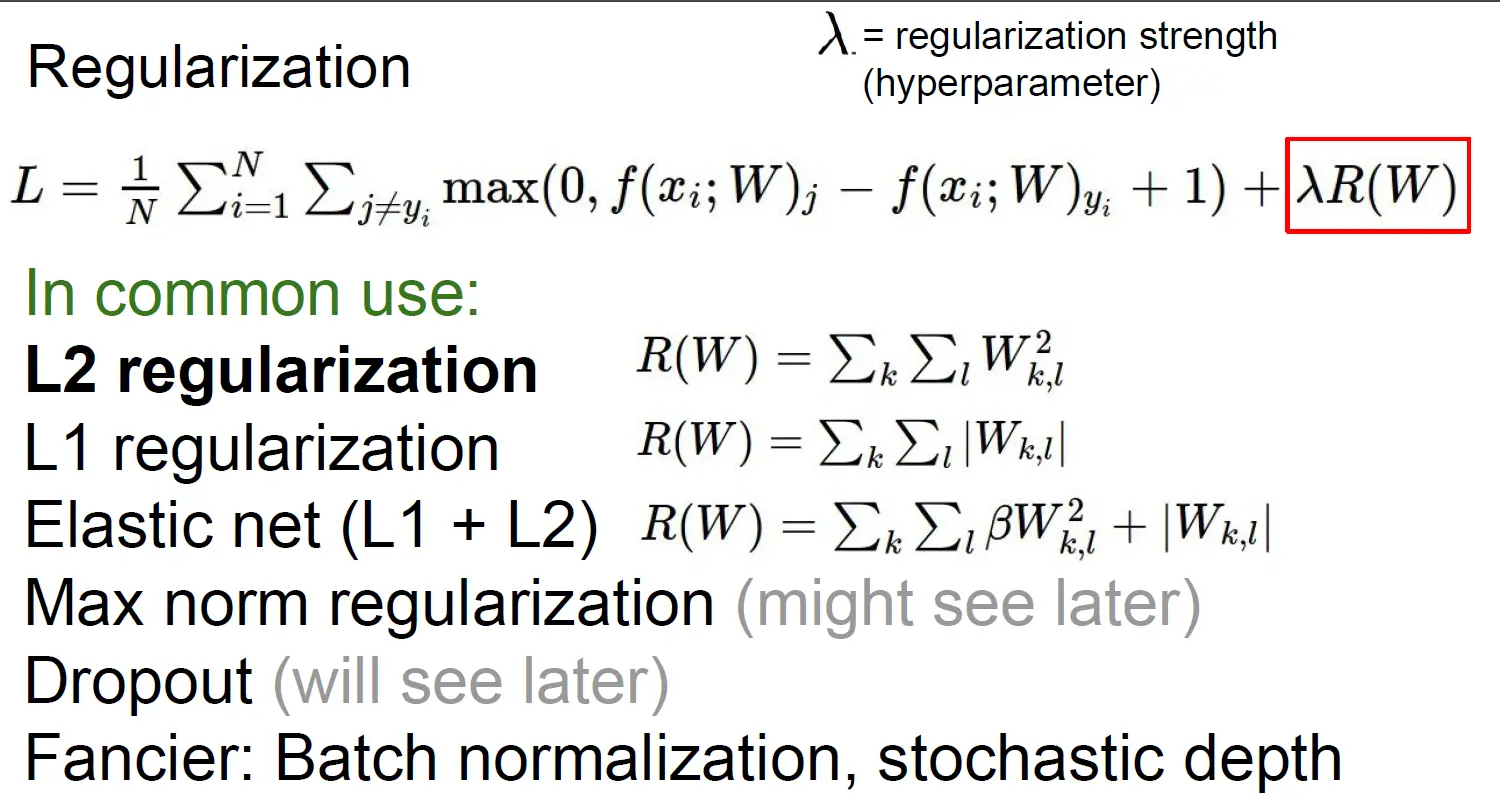 Regularization
λ. = regularization strength
(hyperparameter)
L = \frac{1}{N} \sum_{i=1}^{N} \sum_{j \neq y_i} \max(0, f(x_i; W)_j - f(x_i; W)_{y_i} + 1) + \lambda R(W)
In common use:
L2 regularization R(W) = \sum_k \sum_l W_{k,l}^2
L1 regularization R(W) = \sum_k \sum_l |W_{k,l}|
Elastic net (L1 + L2) R(W) = \sum_k \sum_l \beta W_{k,l}^2 + |W_{k,l}|
Max norm regularization (might see later)
Dropout (will see later)
Fancier: Batch normalization, stochastic depth